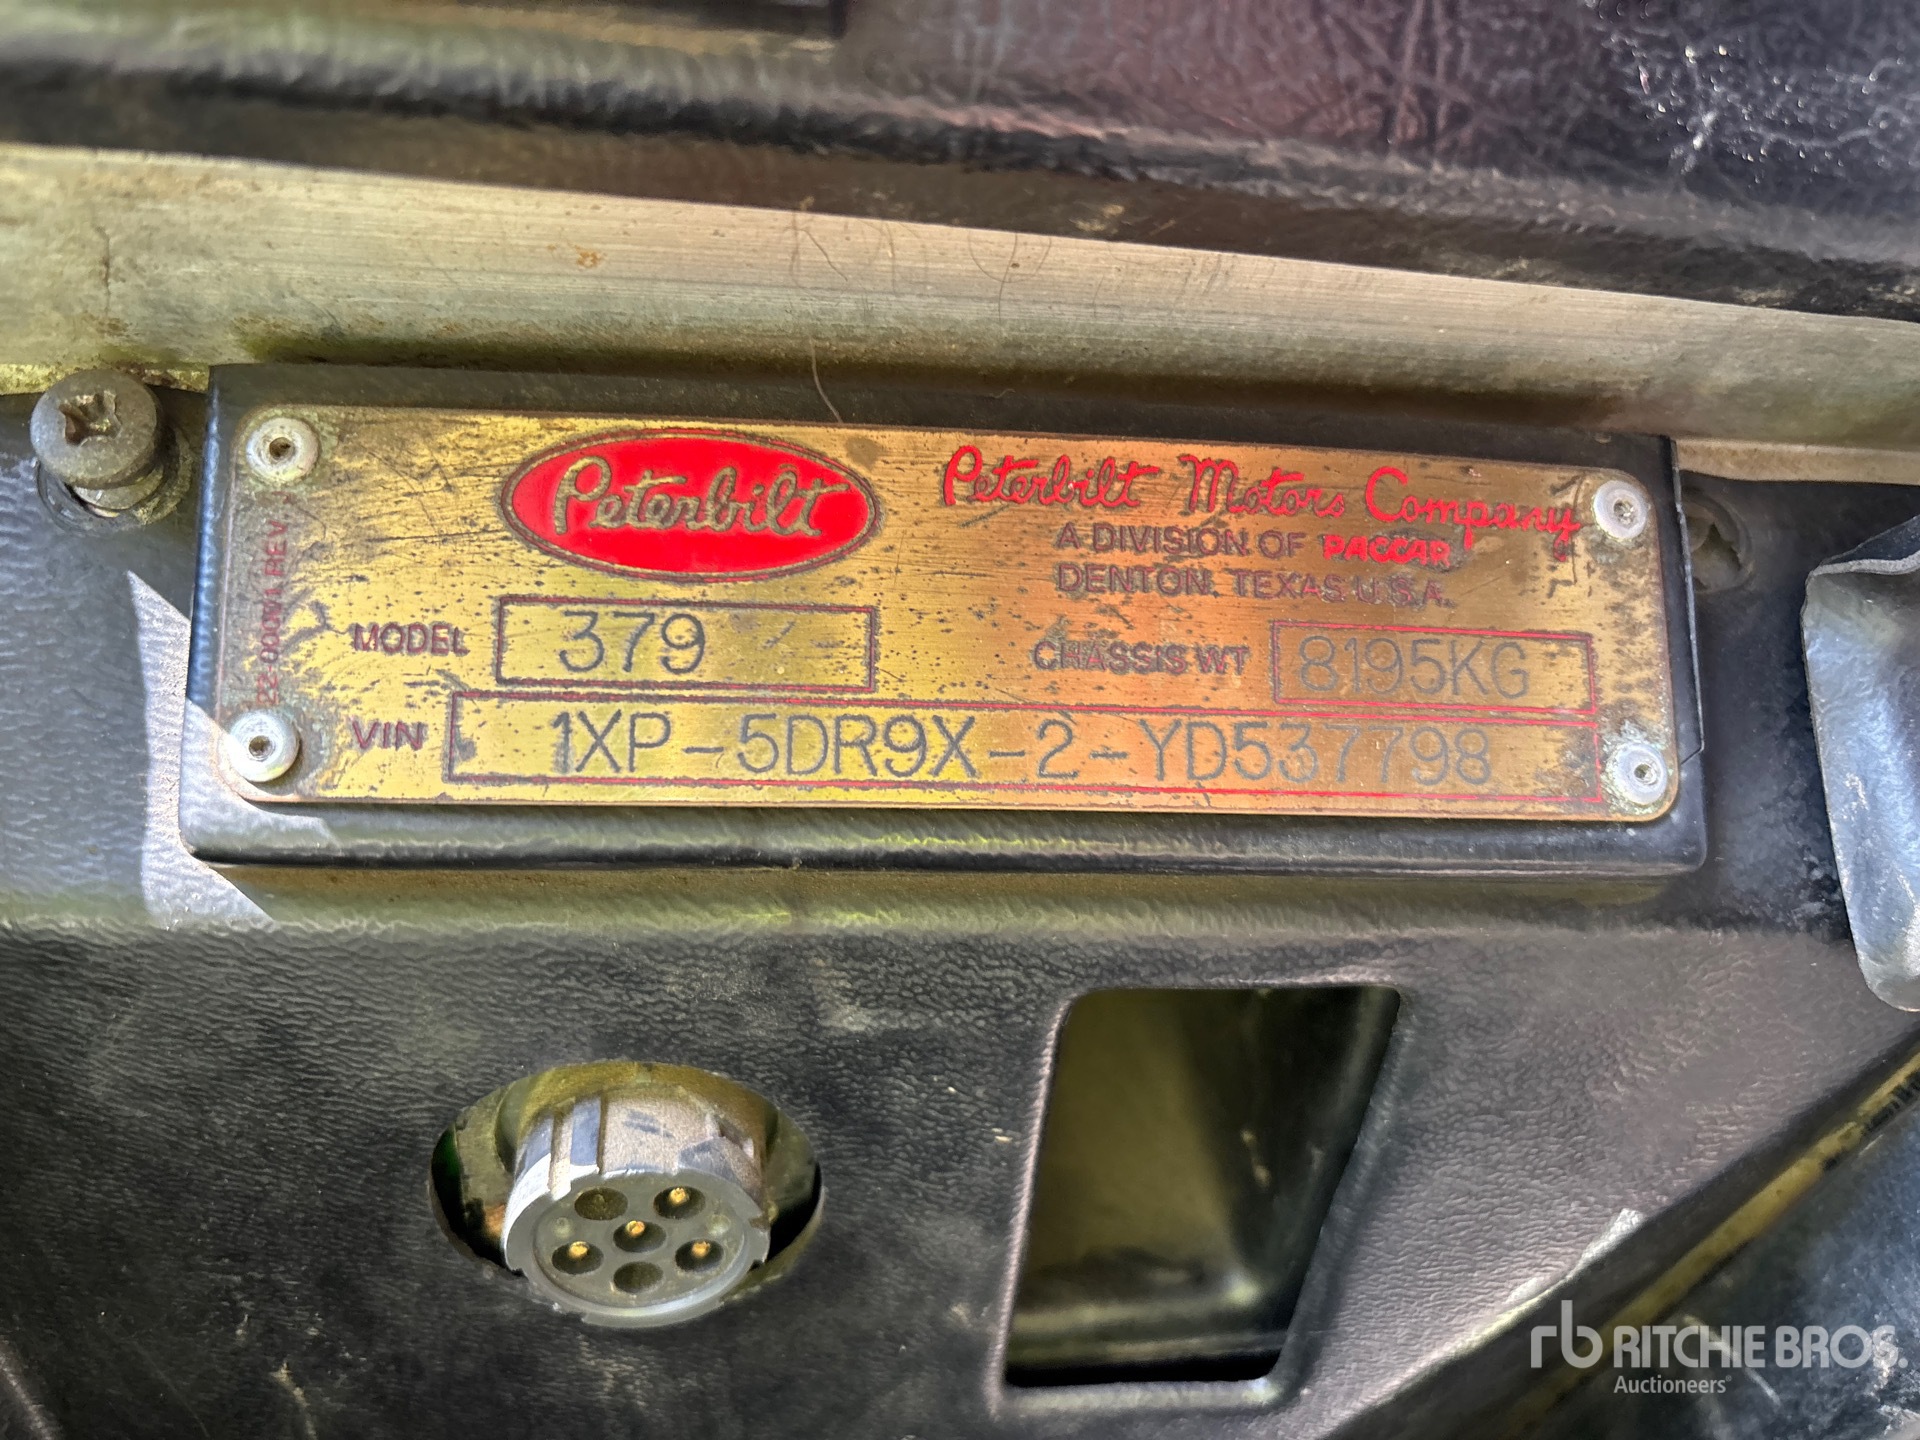 Peterbilt
Peterbilt Motors Company
A DIVISION OF PACCAR
DENTON, TEXAS U.S.A.
MODEL 379
CHASSIS WT 8195KG
VIN 1XP-5DR9X-2-YD537798
rb RITCHIE BROS.
Auctioneers